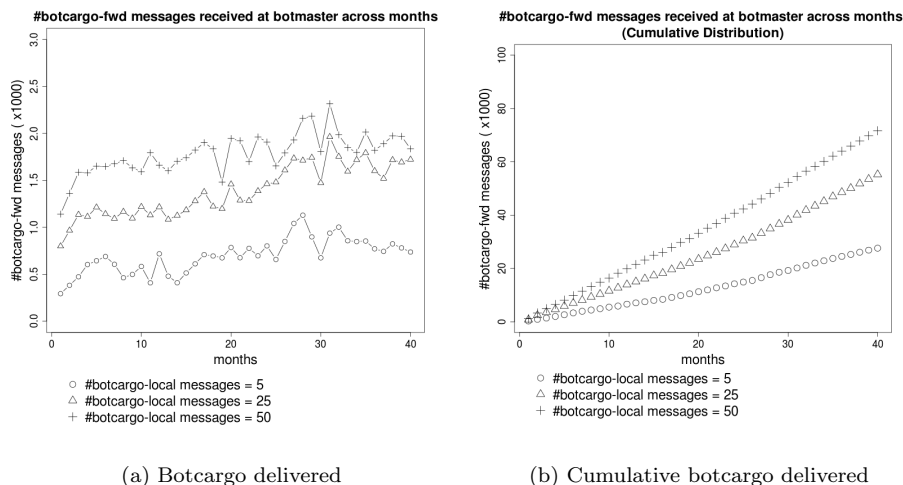 #botcargo-fwd messages received at botmaster across months
#botcargo-fwd messages ( x1000)
3.0
2.5
2.0
1.5
1.0
0.5
0.0
0 10 20 30 40
months
#botcargo-local messages = 5
#botcargo-local messages = 25
#botcargo-local messages = 50
(a) Botcargo delivered
#botcargo-fwd messages received at botmaster across months
(Cumulative Distribution)
#botcargo-fwd messages ( x1000)
100
80
60
40
20
0
0 10 20 30 40
months
#botcargo-local messages = 5
#botcargo-local messages = 25
#botcargo-local messages = 50
(b) Cumulative botcargo delivered